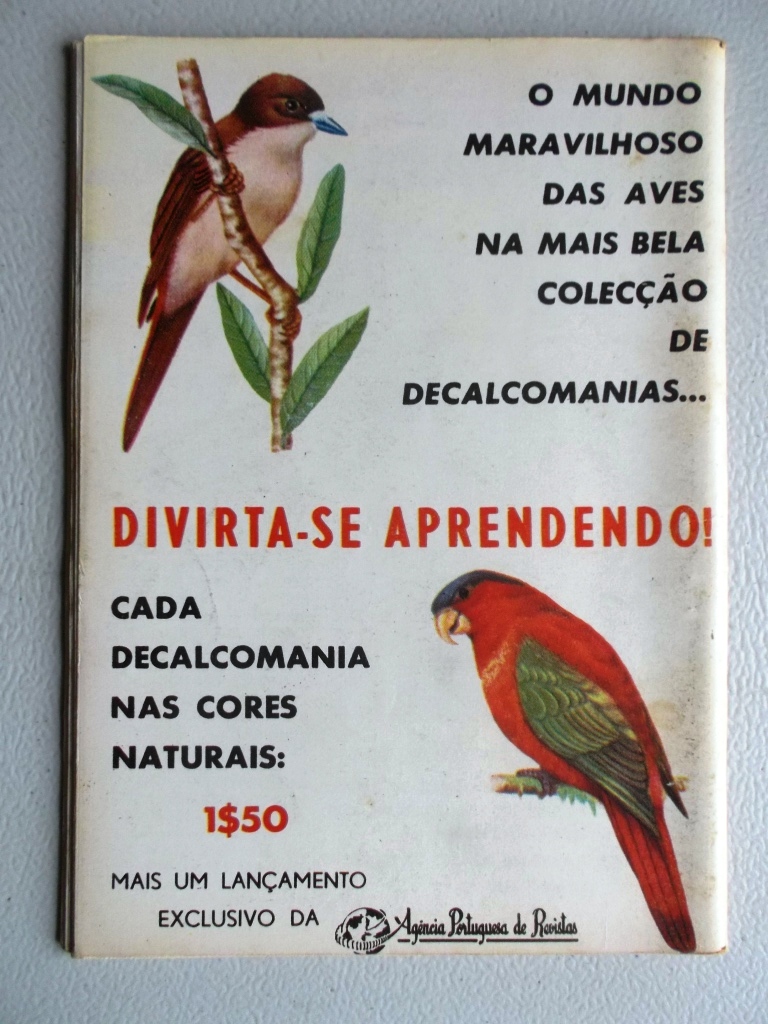 O MUNDO
MARAVILHOSO
DAS AVES
NA MAIS BELA
COLECÇÃO
DE
DECALCOMANIAS...
DIVIRTA-SE APRENDENDO!
CADA
DECALCOMANIA
NAS CORES
NATURAIS:
1$50
MAIS UM LANÇAMENTO
EXCLUSIVO DA Agência Portuguesa de Revistas